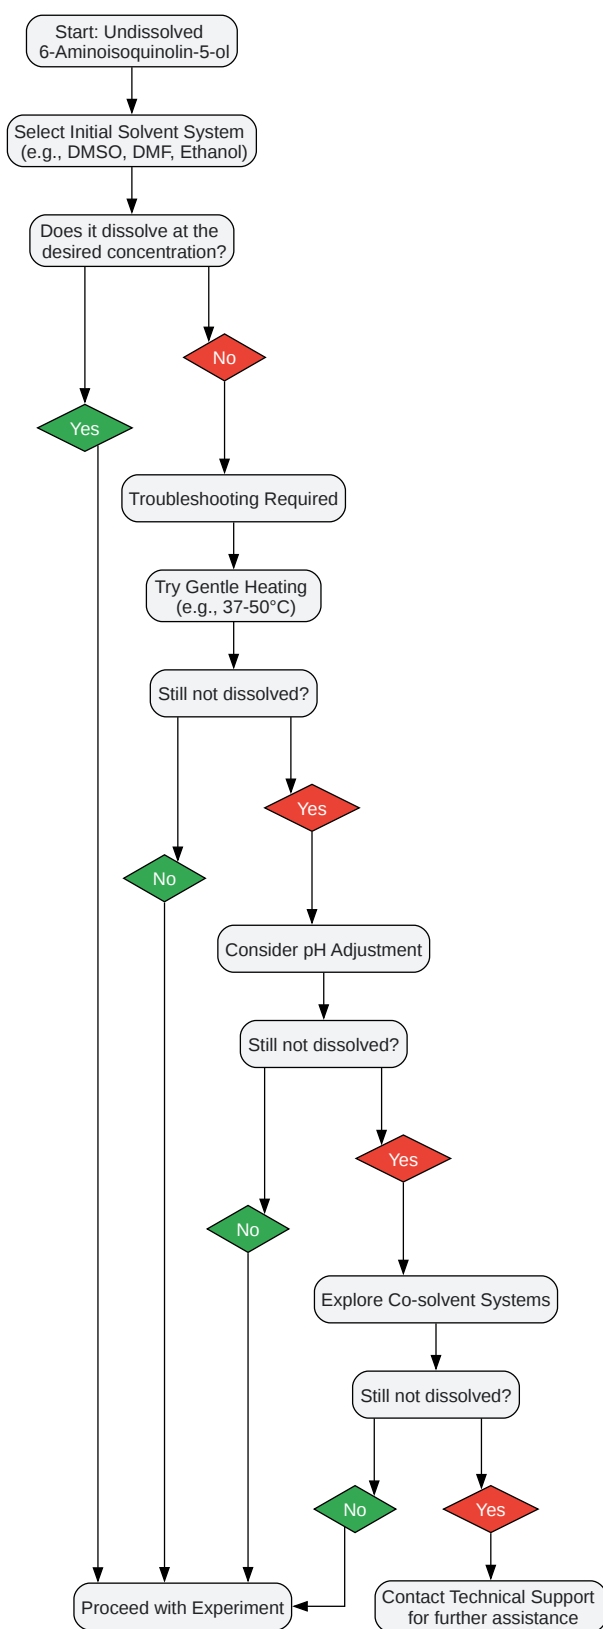 Start: Undissolved
6-Aminoisoquinolin-5-ol
Select Initial Solvent System
(e.g., DMSO, DMF, Ethanol)
Does it dissolve at the
desired concentration?
No
Yes
Troubleshooting Required
Try Gentle Heating
(e.g., 37-50°C)
Still not dissolved?
Yes
No
Consider pH Adjustment
Still not dissolved?
Yes
No
Explore Co-solvent Systems
Still not dissolved?
No
Yes
Proceed with Experiment
Contact Technical Support
for further assistance